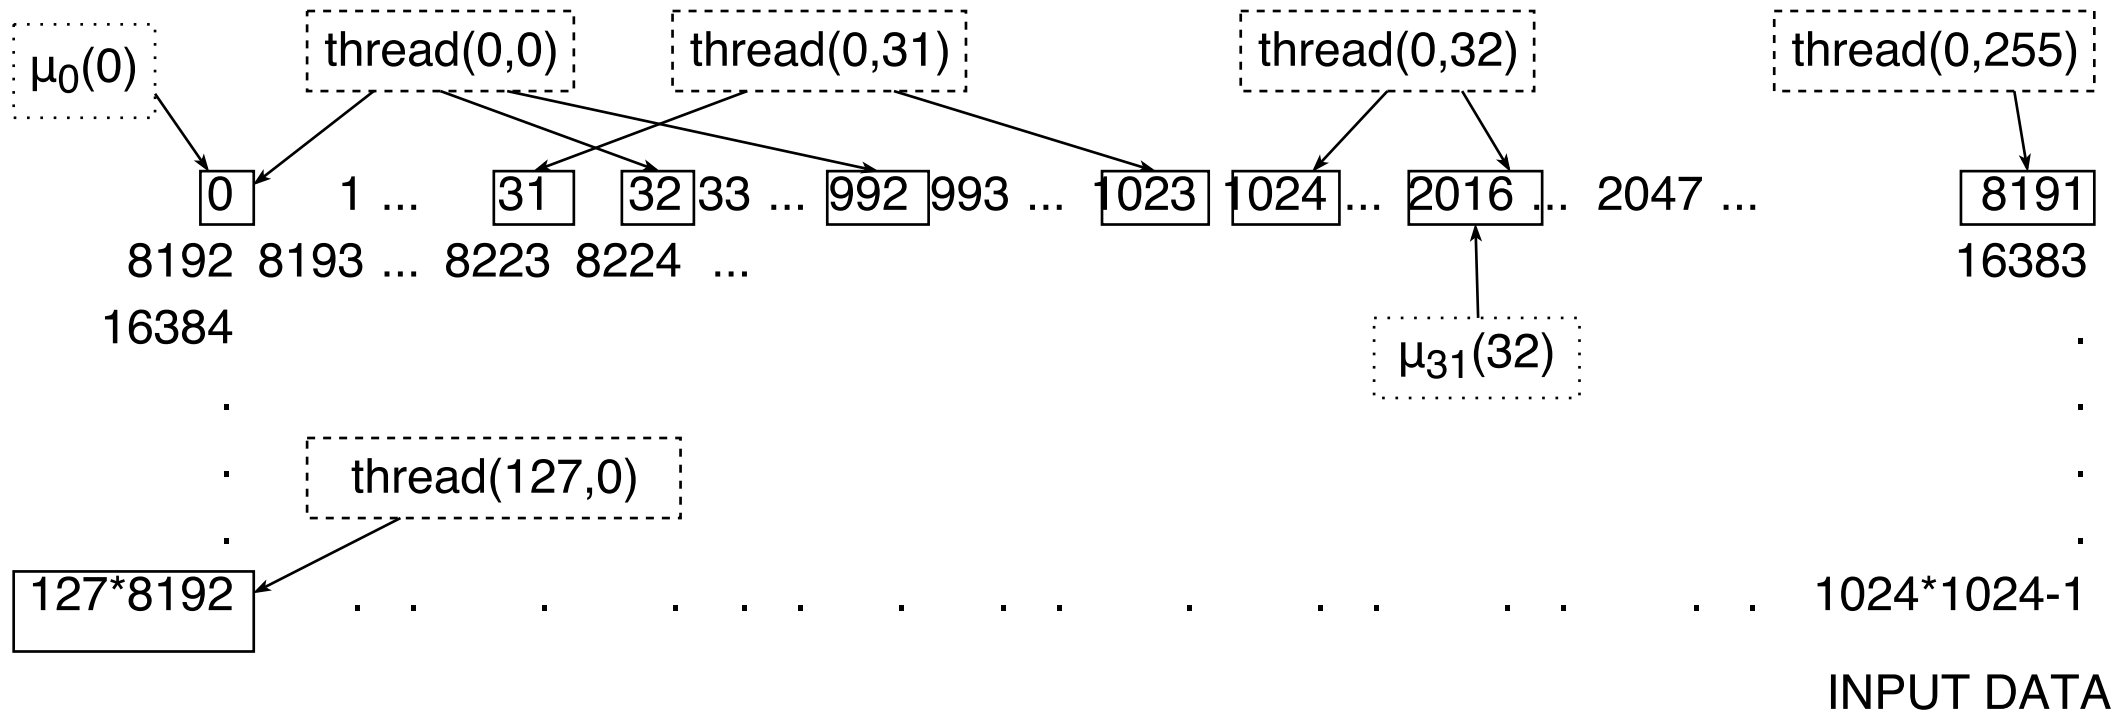 μ0(0) thread(0,0) thread(0,31) thread(0,32) thread(0,255)
0 1 ... 31 32 33 ... 992 993 ... 1023 1024 ... 2016 ... 2047 ... 8191
8192 8193 ... 8223 8224 ... 16383
16384 .
μ31(32)
. .
. .
thread(127,0)
. .
127*8192 . . . . . . . . . . . . . . . . 1024*1024-1
INPUT DATA